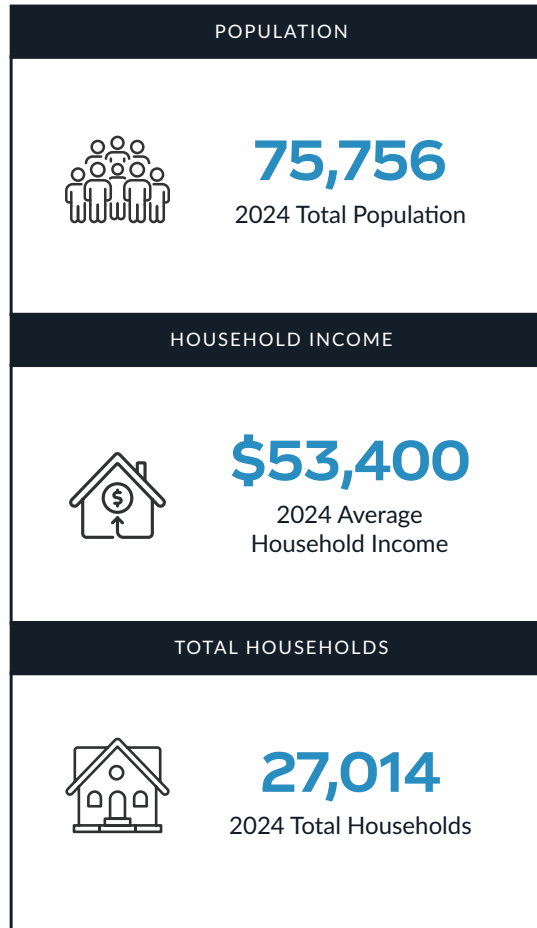 POPULATION
75,756
2024 Total Population
HOUSEHOLD INCOME
$
$53,400
2024 Average
Household Income
TOTAL HOUSEHOLDS
27,014
2024 Total Households